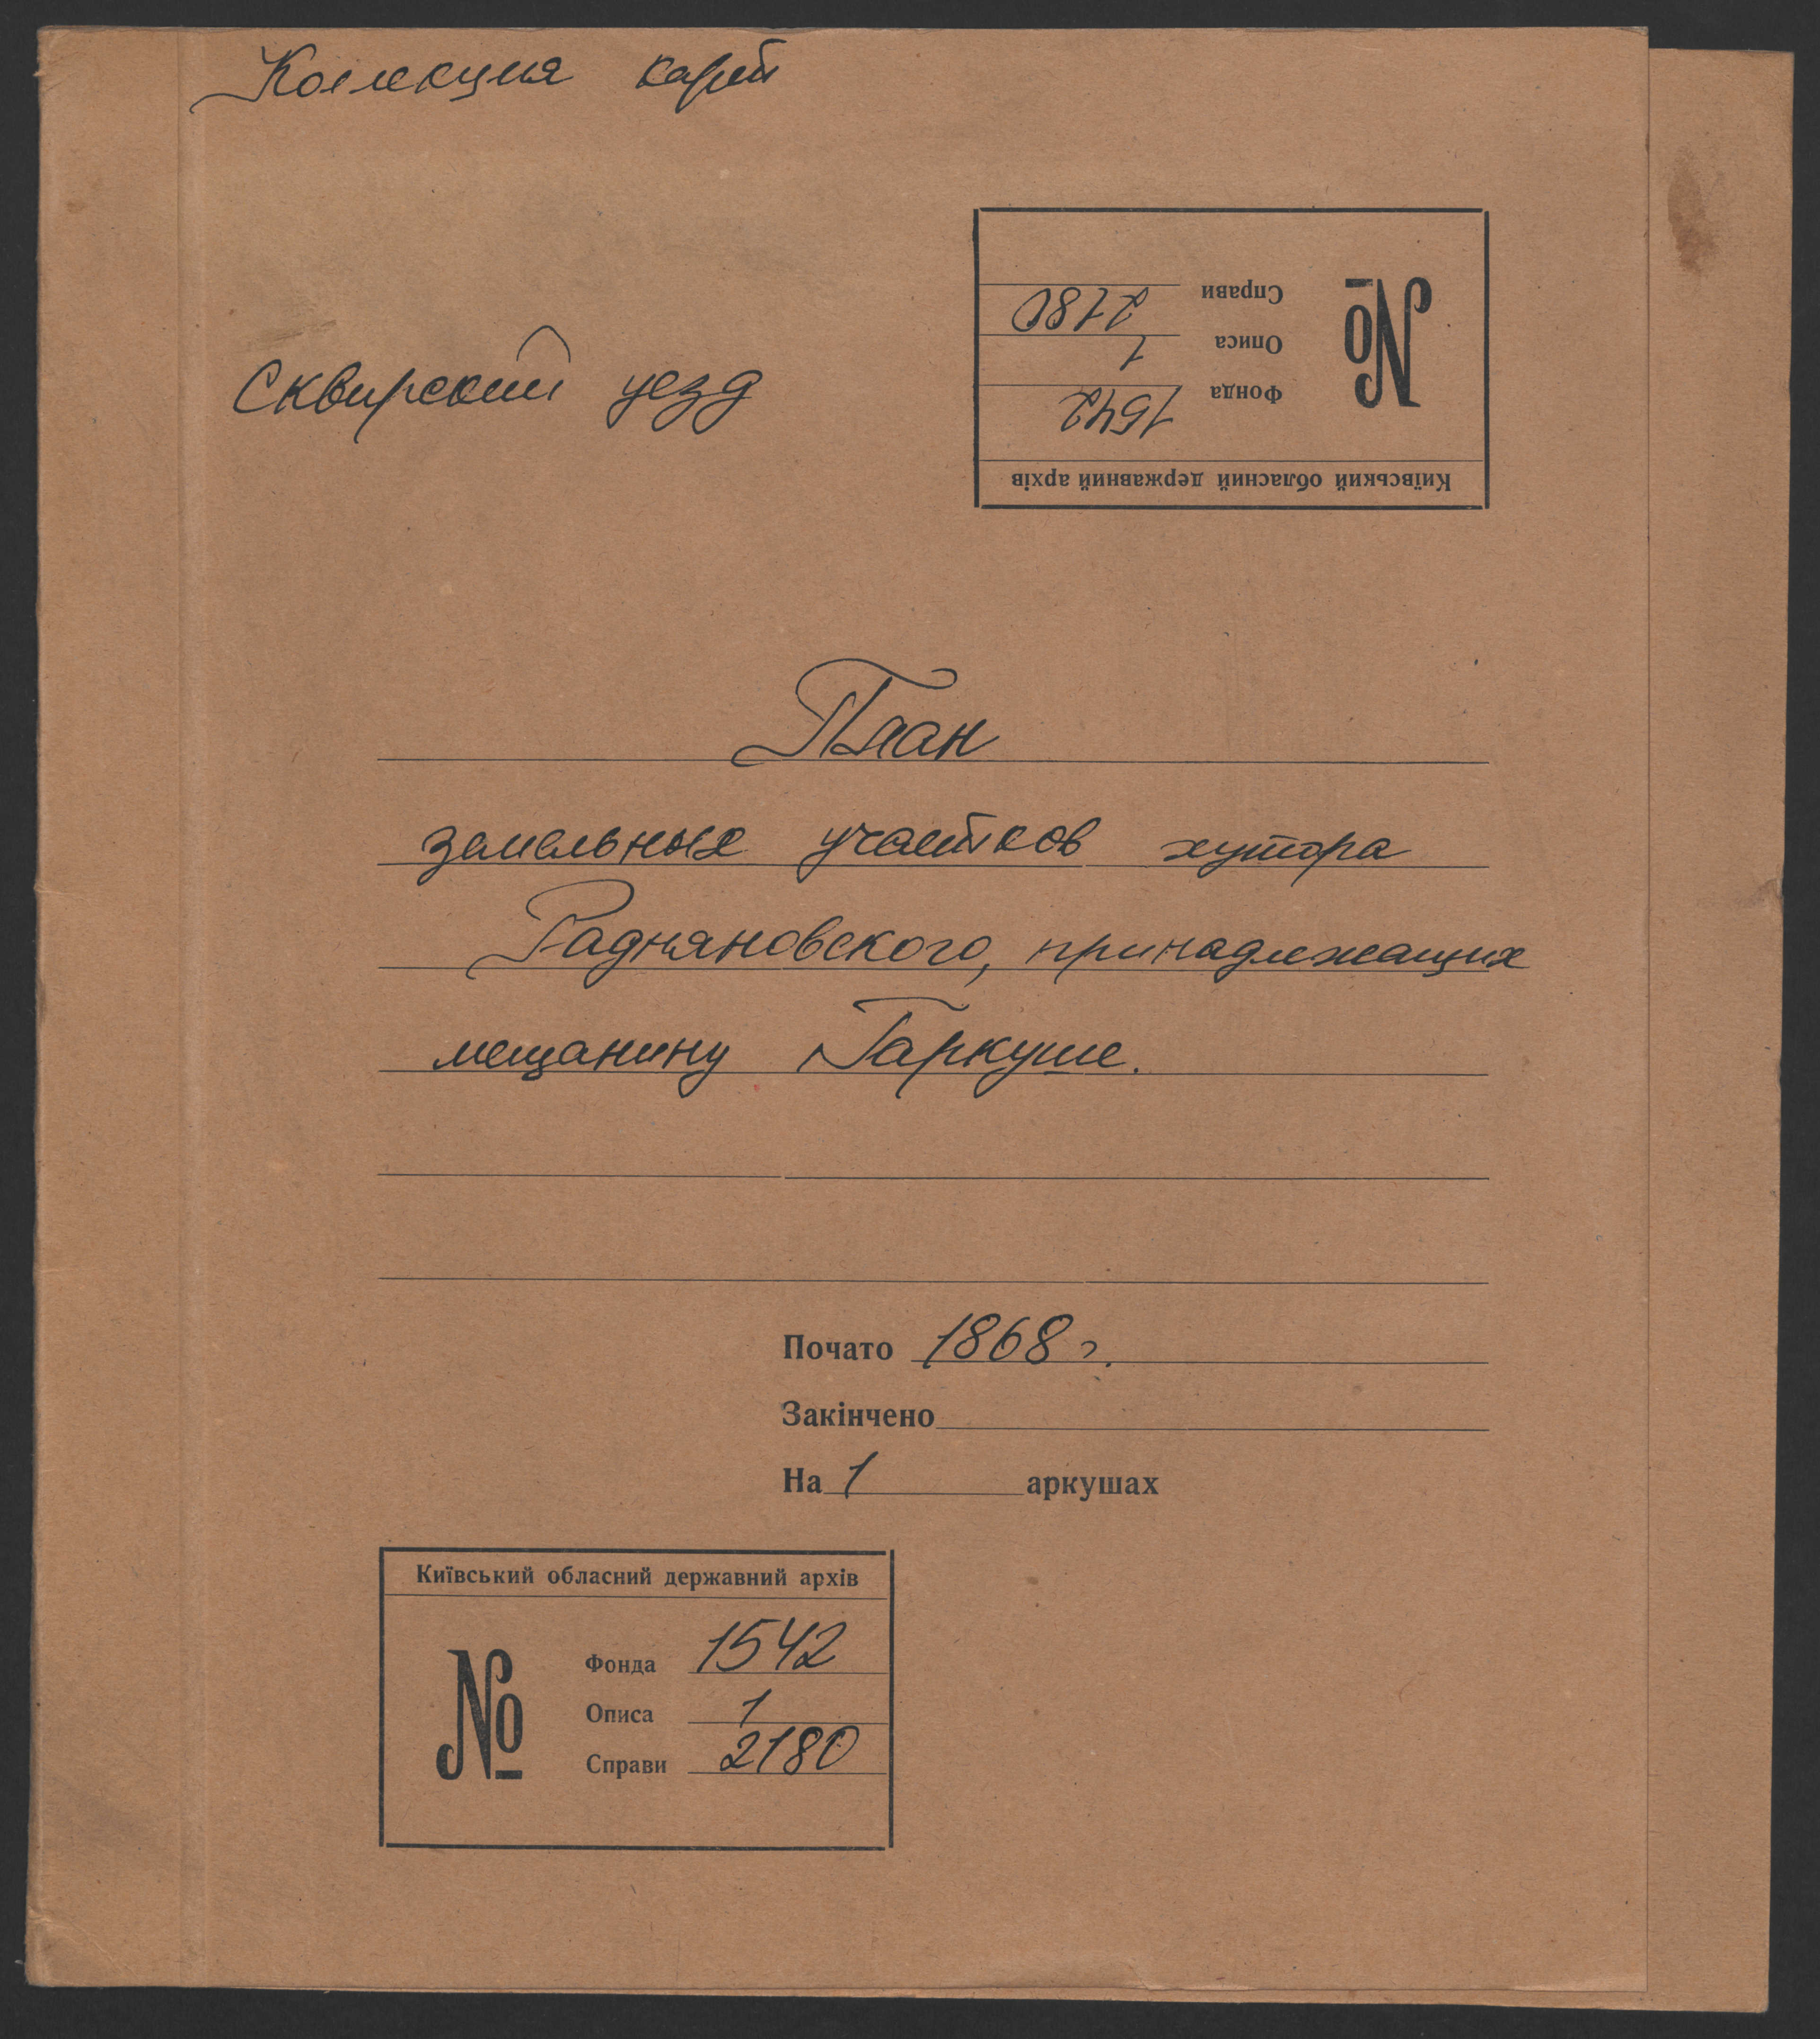 Коллекция карт
Справи 2180
Описа 1
Фонда 1542
№
Київський обласний державний архів
Сквирский уезд
План
земельных участков хутора
Радняновского, принадлежащих
мещанину Гаркуше.
Почато 1868 г.
Закінчено
На 1 аркушах
Київський обласний державний архів
№
Фонда 1542
Описа 1
Справи 2180